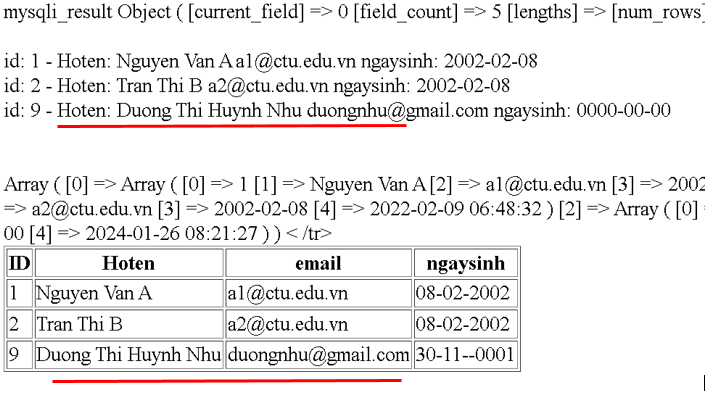 mysqli_result Object ( [current_field] => 0 [field_count] => 5 [lengths] => [num_rows]
id: 1 - Hoten: Nguyen Van A a1@ctu.edu.vn ngaysinh: 2002-02-08
id: 2 - Hoten: Tran Thi B a2@ctu.edu.vn ngaysinh: 2002-02-08
id: 9 - Hoten: Duong Thi Huynh Nhu duongnhu@gmail.com ngaysinh: 0000-00-00
Array ( [0] => Array ( [0] => 1 [1] => Nguyen Van A [2] => a1@ctu.edu.vn [3] => 2002
=> a2@ctu.edu.vn [3] => 2002-02-08 [4] => 2022-02-09 06:48:32 ) [2] => Array ( [0] =
00 [4] => 2024-01-26 08:21:27 ) ) < /tr>
ID Hoten email ngaysinh
1 Nguyen Van A a1@ctu.edu.vn 08-02-2002
2 Tran Thi B a2@ctu.edu.vn 08-02-2002
9 Duong Thi Huynh Nhu duongnhu@gmail.com 30-11--0001